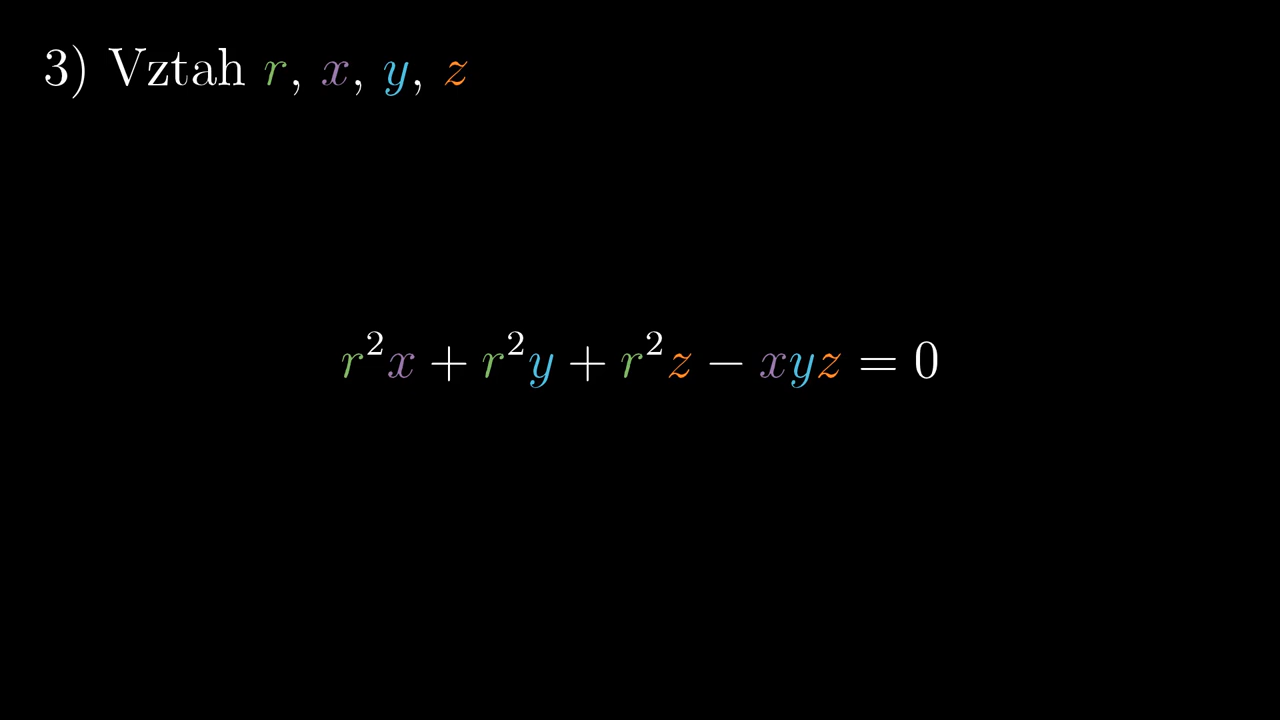 3) Vztah r, x, y, z
r²x + r²y + r²z − xyz = 0